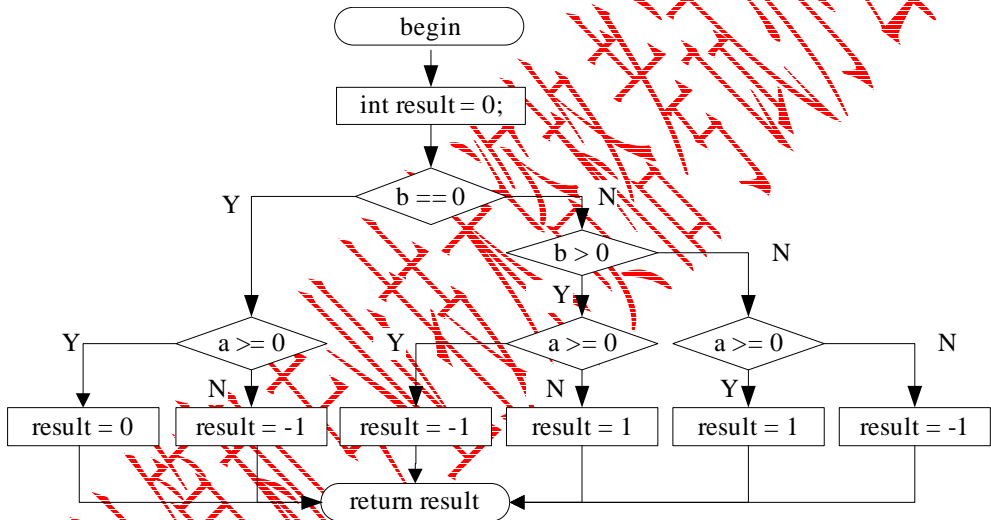 begin
int result = 0;
b == 0
Y
N
b > 0
N
Y
Y
a >= 0
Y
a >= 0
a >= 0
N
N
N
Y
result = 0
result = -1
result = -1
result = 1
result = 1
result = -1
return result